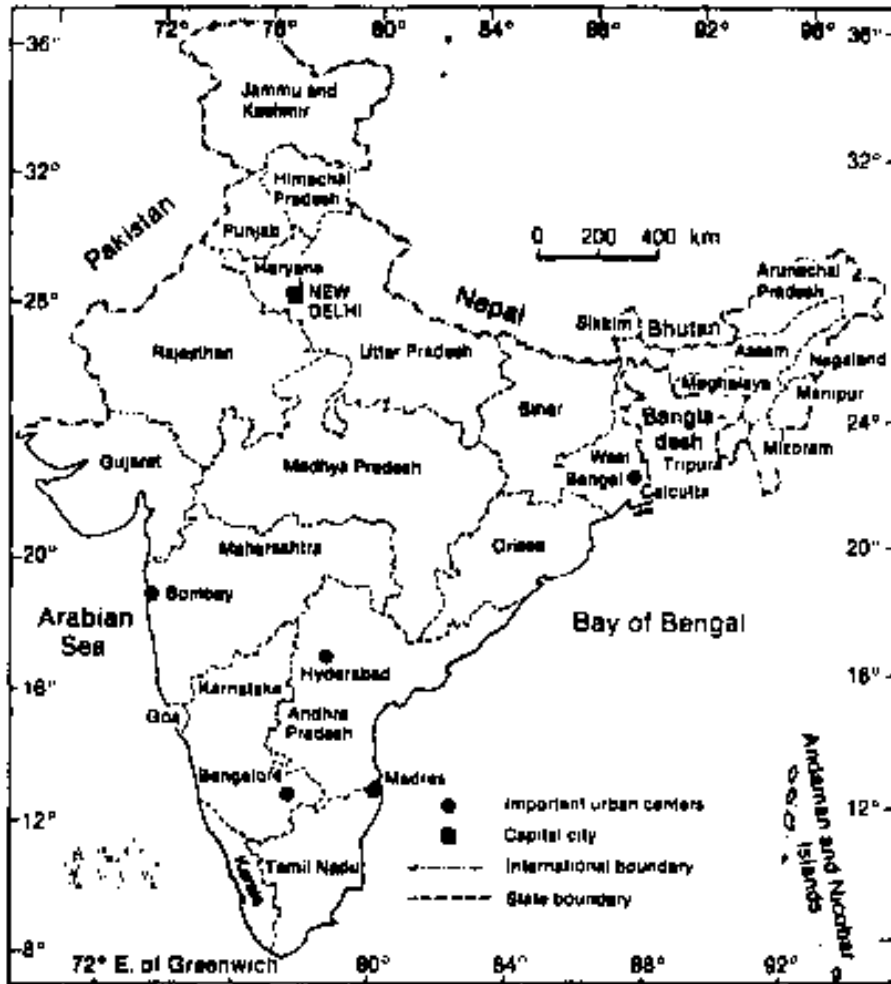 72° 76° 80° 84° 88° 92° 96°
36° 36°
Jammu and
Kashmir
32° 32°
Himachal
Pradesh
Pakistan
Punjab
0 200 400 km
Haryana
Arunachal
Pradesh
28° 28°
NEW
DELHI
Nepal
Sikkim
Bhutan
Rajasthan
Uttar Pradesh
Assam
Nagaland
Meghalaya
Manipur
Bihar
Bangla
desh
24°
Gujarat
Madhya Pradesh
West
Bengal
Tripura
Mizoram
Calcutta
20° 20°
Maharashtra
Orissa
Bombay
Arabian
Sea
Bay of Bengal
Hyderabad
16° 16°
Karnataka
Goa
Andhra
Pradesh
Bengalore
Madras
12° 12°
Important urban centers
Capital city
International boundary
State boundary
Andaman and Nicobar
Islands
Tamil Nadu
8° 8°
72° E. of Greenwich 80° 84° 88° 92°